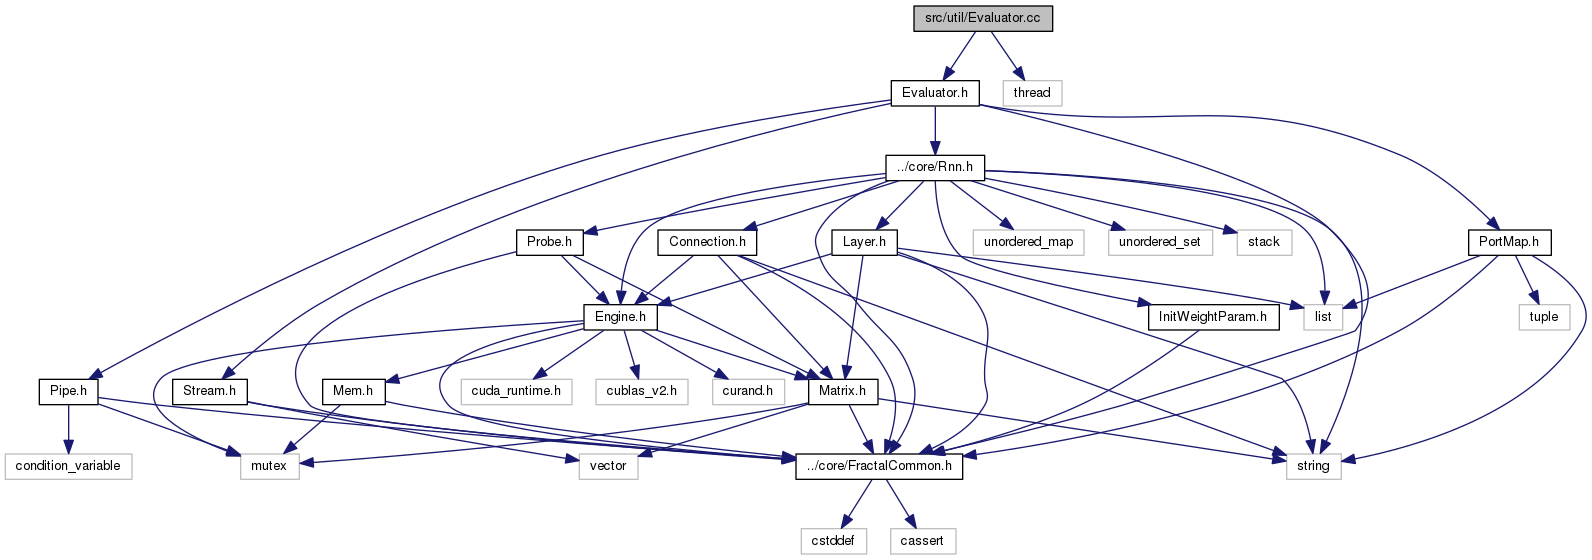 src/util/Evaluator.cc
Evaluator.h
thread
../core/Rnn.h
Probe.h
Connection.h
Layer.h
unordered_map
unordered_set
stack
PortMap.h
Engine.h
InitWeightParam.h
list
tuple
Pipe.h
Stream.h
Mem.h
cuda_runtime.h
cublas_v2.h
curand.h
Matrix.h
condition_variable
mutex
vector
../core/FractalCommon.h
string
cstddef
cassert